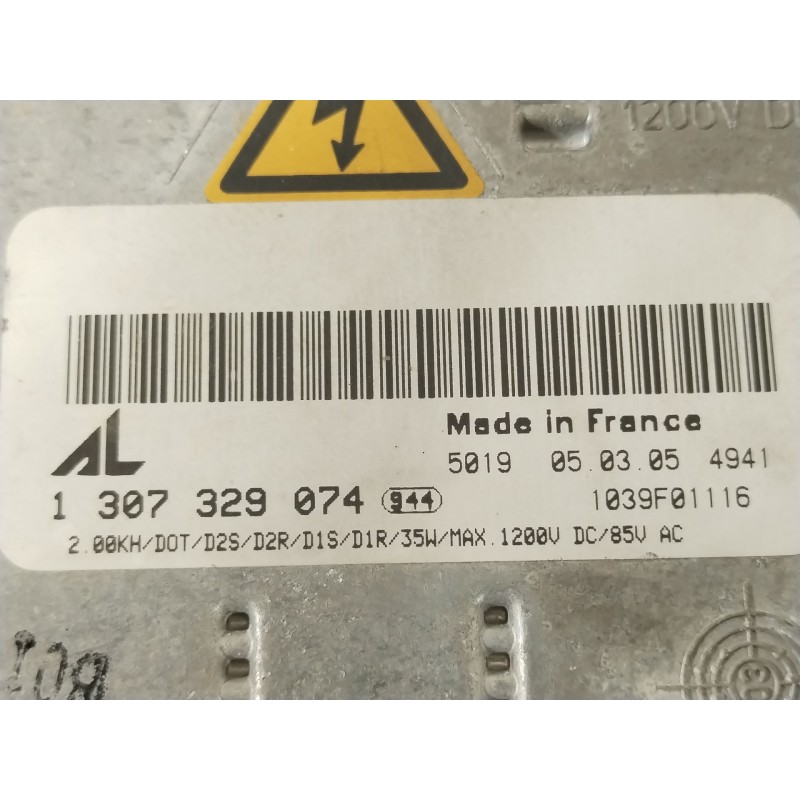 1200V D
AL
Made in France
5019 05.03.05 4941
1 307 329 074 944
1039F01116
2.00KH/DOT/D2S/D2R/D1S/D1R/35W/MAX.1200V DC/85V AC